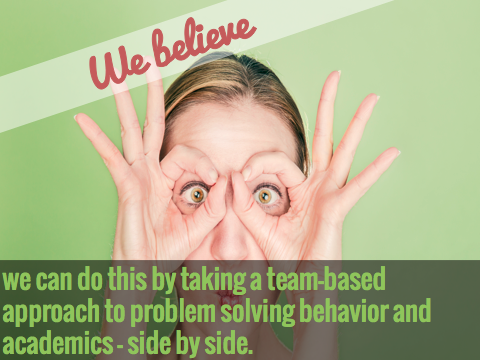 We believe
we can do this by taking a team-based
approach to problem solving behavior and
academics - side by side.